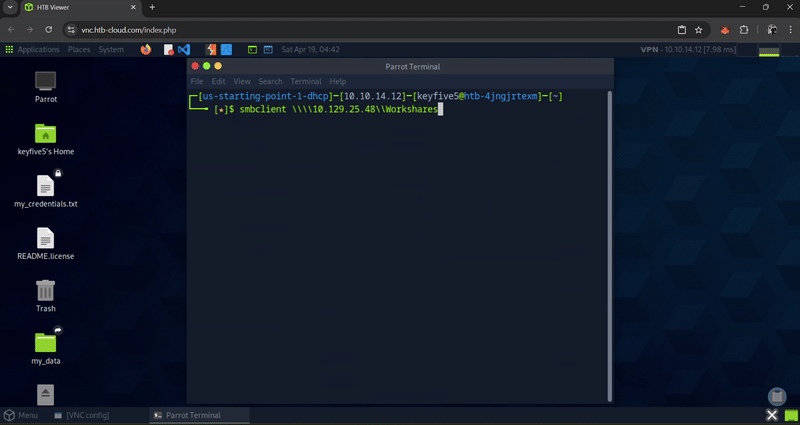 HTB Viewer
vnc.htb-cloud.com/index.php
Applications Places System Sat Apr 19, 04:42 VPN - 10.10.14.12 [7.98 ms]
Parrot Terminal
File Edit View Search Terminal Help
┌─[us-starting-point-1-dhcp]─[10.10.14.12]─[keyfive5@htb-4jngjrtexm]─[~]
└──╼ [★]$ smbclient \\\\10.129.25.48\\Workshares
Parrot
keyfive5's Home
my_credentials.txt
README.license
Trash
my_data
Menu [VNC config] Parrot Terminal